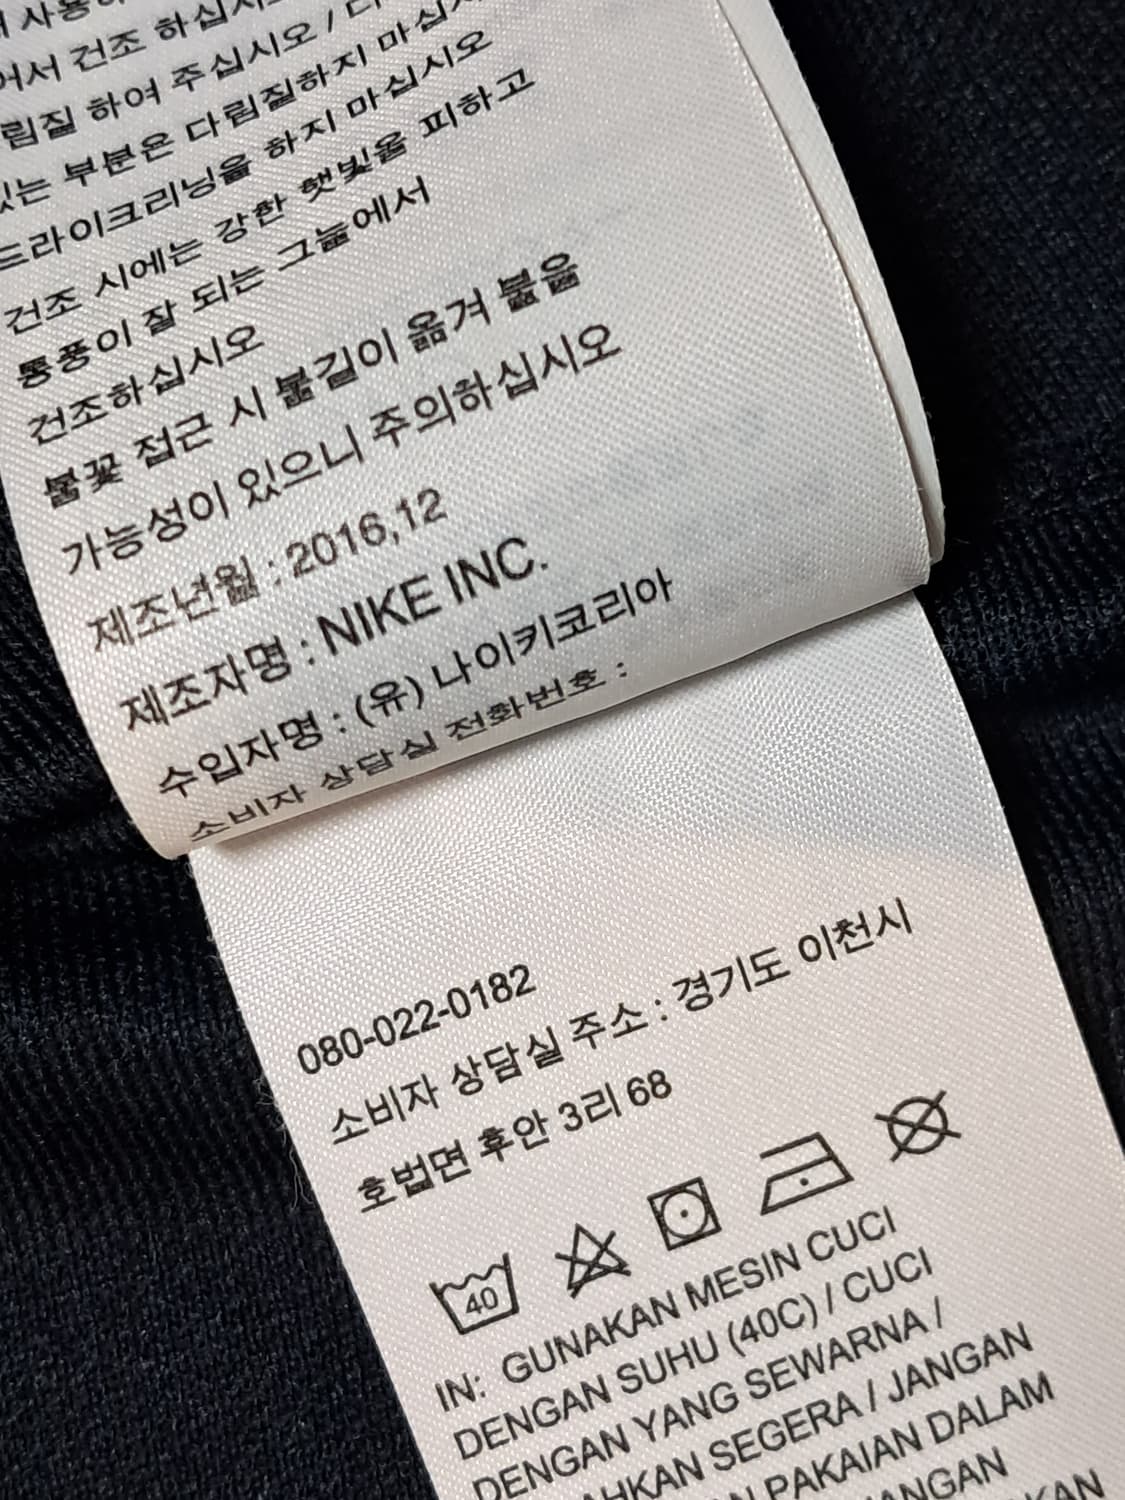 사용
어서 건조 하십시오
림질 하여 주십시오 / 다
있는 부분은 다림질하지 마십시
드라이크리닝을 하지 마십시오
건조 시에는 강한 햇빛을 피하고
통풍이 잘 되는 그늘에서
건조하십시오
불꽃 접근 시 불길이 옮겨 붙을
가능성이 있으니 주의하십시오
제조년월 : 2016,12
제조자명 : NIKE INC.
수입자명 : (유) 나이키코리아
소비자 상담실 전화번호 :
080-022-0182
소비자 상담실 주소 : 경기도 이천시
호법면 후안 3리 68
40
IN: GUNAKAN MESIN CUCI
DENGAN SUHU (40C) / CUCI
DENGAN YANG SEWARNA /
AHKAN SEGERA / JANGAN
PAKAIAN DALAM
ANGAN
KAN